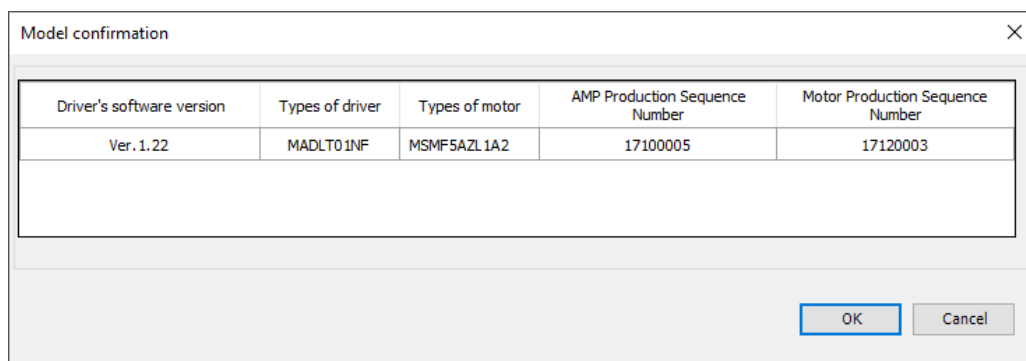 Model confirmation
Driver's software version
Types of driver
Types of motor
AMP Production Sequence
Number
Motor Production Sequence
Number
Ver.1.22
MADLT01NF
MSMF5AZL1A2
17100005
17120003
OK
Cancel